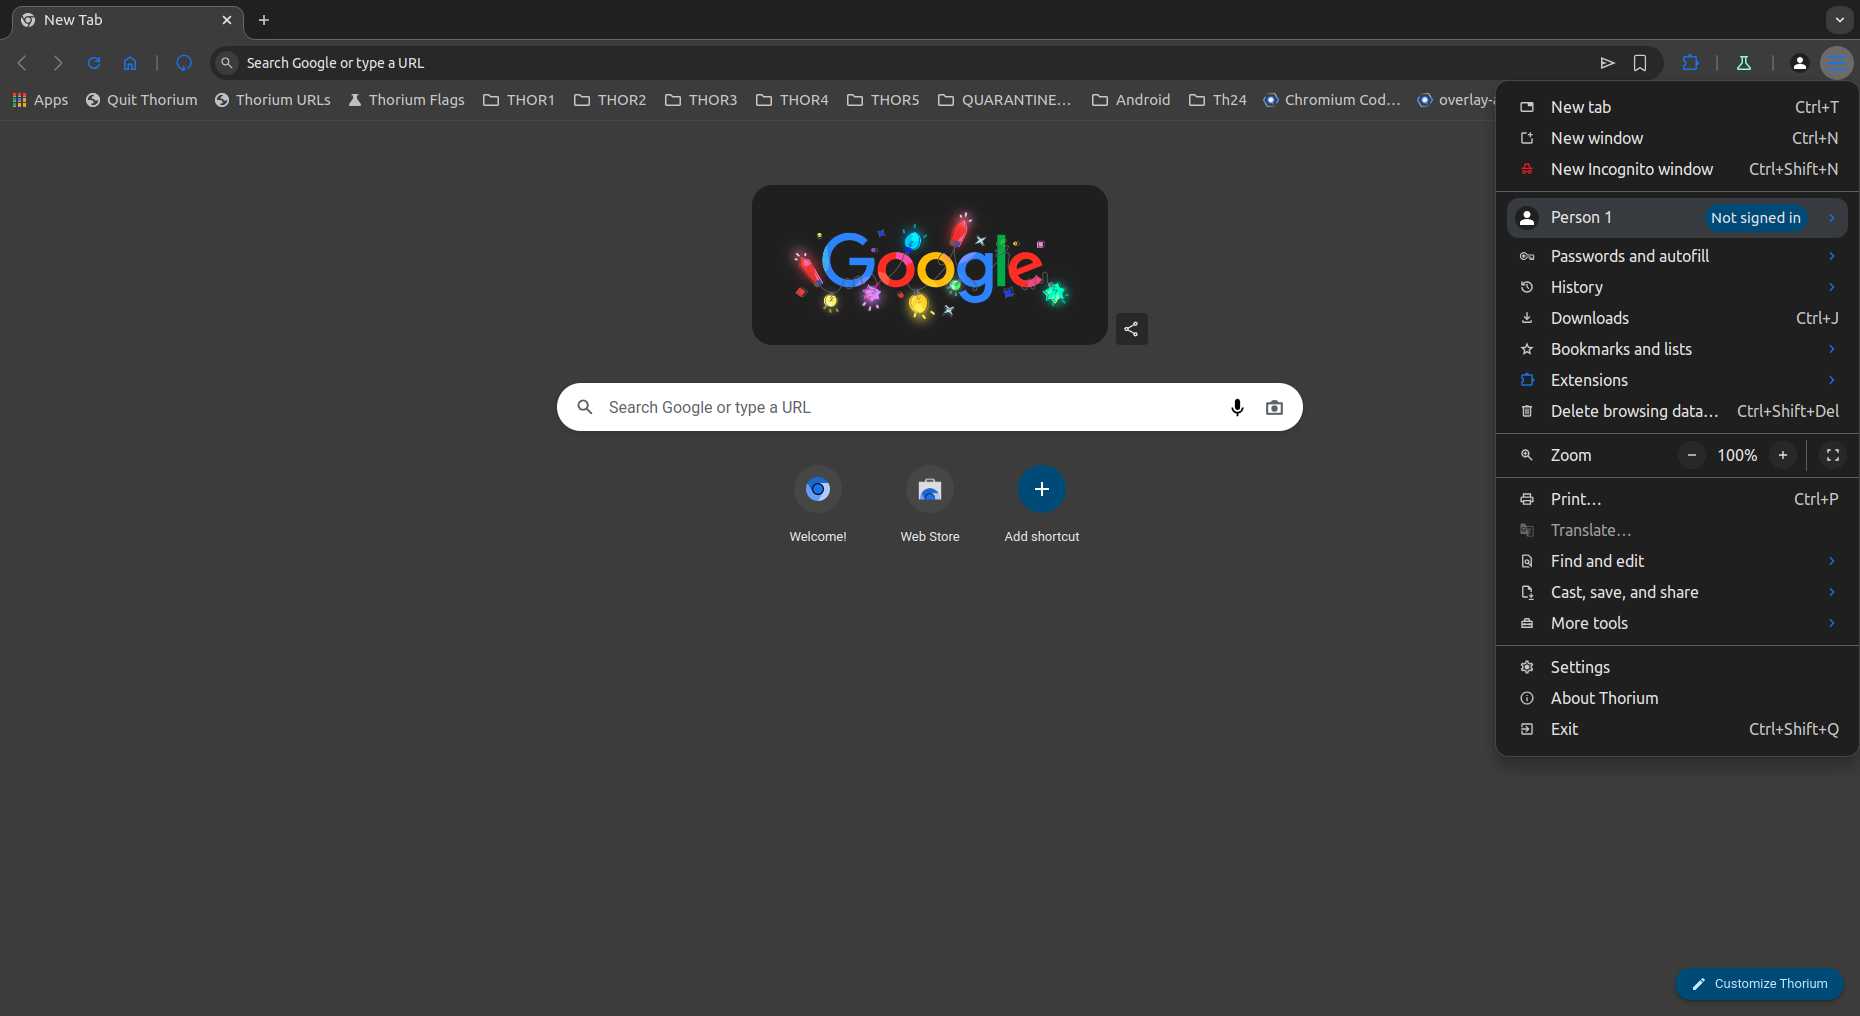 New Tab
Search Google or type a URL
Apps Quit Thorium Thorium URLs Thorium Flags THOR1 THOR2 THOR3 THOR4 THOR5 QUARANTINE... Android Th24 Chromium Cod... overlay-
New tab Ctrl+T
New window Ctrl+N
New Incognito window Ctrl+Shift+N
Person 1 Not signed in
Passwords and autofill
History
Downloads Ctrl+J
Bookmarks and lists
Extensions
Delete browsing data... Ctrl+Shift+Del
Zoom − 100% +
Print... Ctrl+P
Translate...
Find and edit
Cast, save, and share
More tools
Settings
About Thorium
Exit Ctrl+Shift+Q
Google
Search Google or type a URL
Welcome! Web Store Add shortcut
Customize Thorium